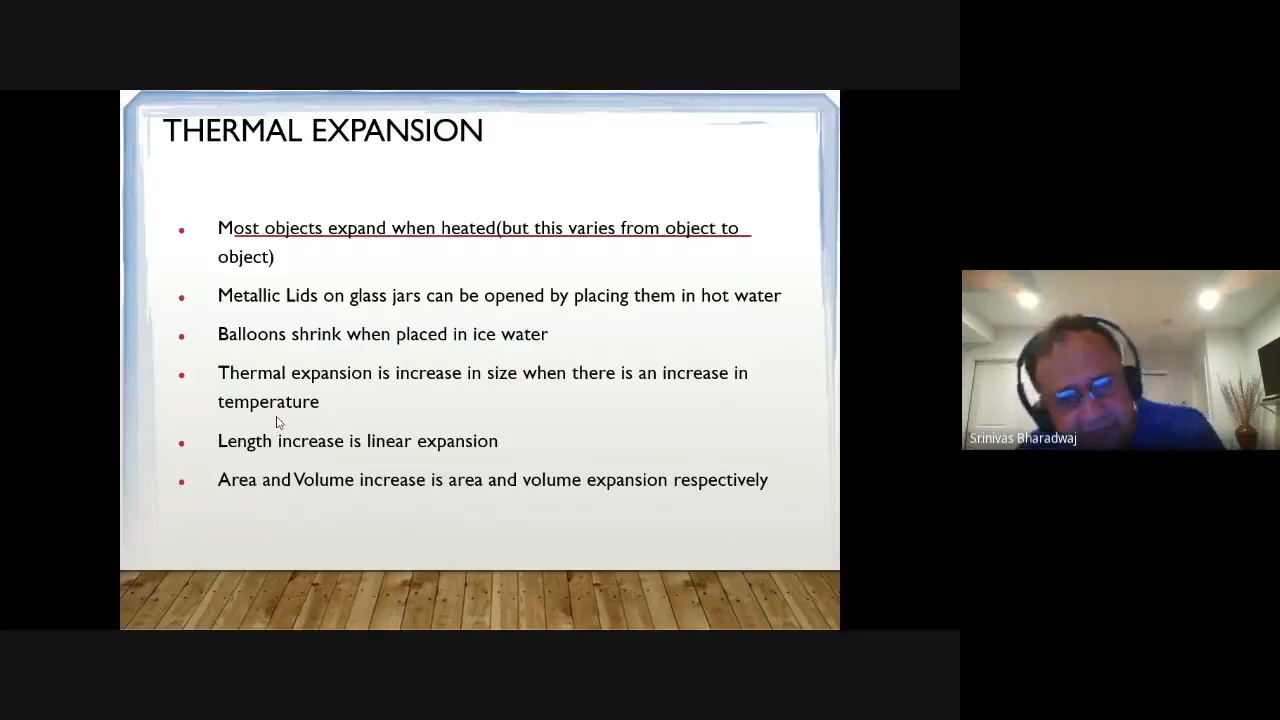 THERMAL EXPANSION
Most objects expand when heated(but this varies from object to
object)
Metallic Lids on glass jars can be opened by placing them in hot water
Balloons shrink when placed in ice water
Thermal expansion is increase in size when there is an increase in
temperature
Length increase is linear expansion
Area and Volume increase is area and volume expansion respectively
Srinivas Bharadwaj